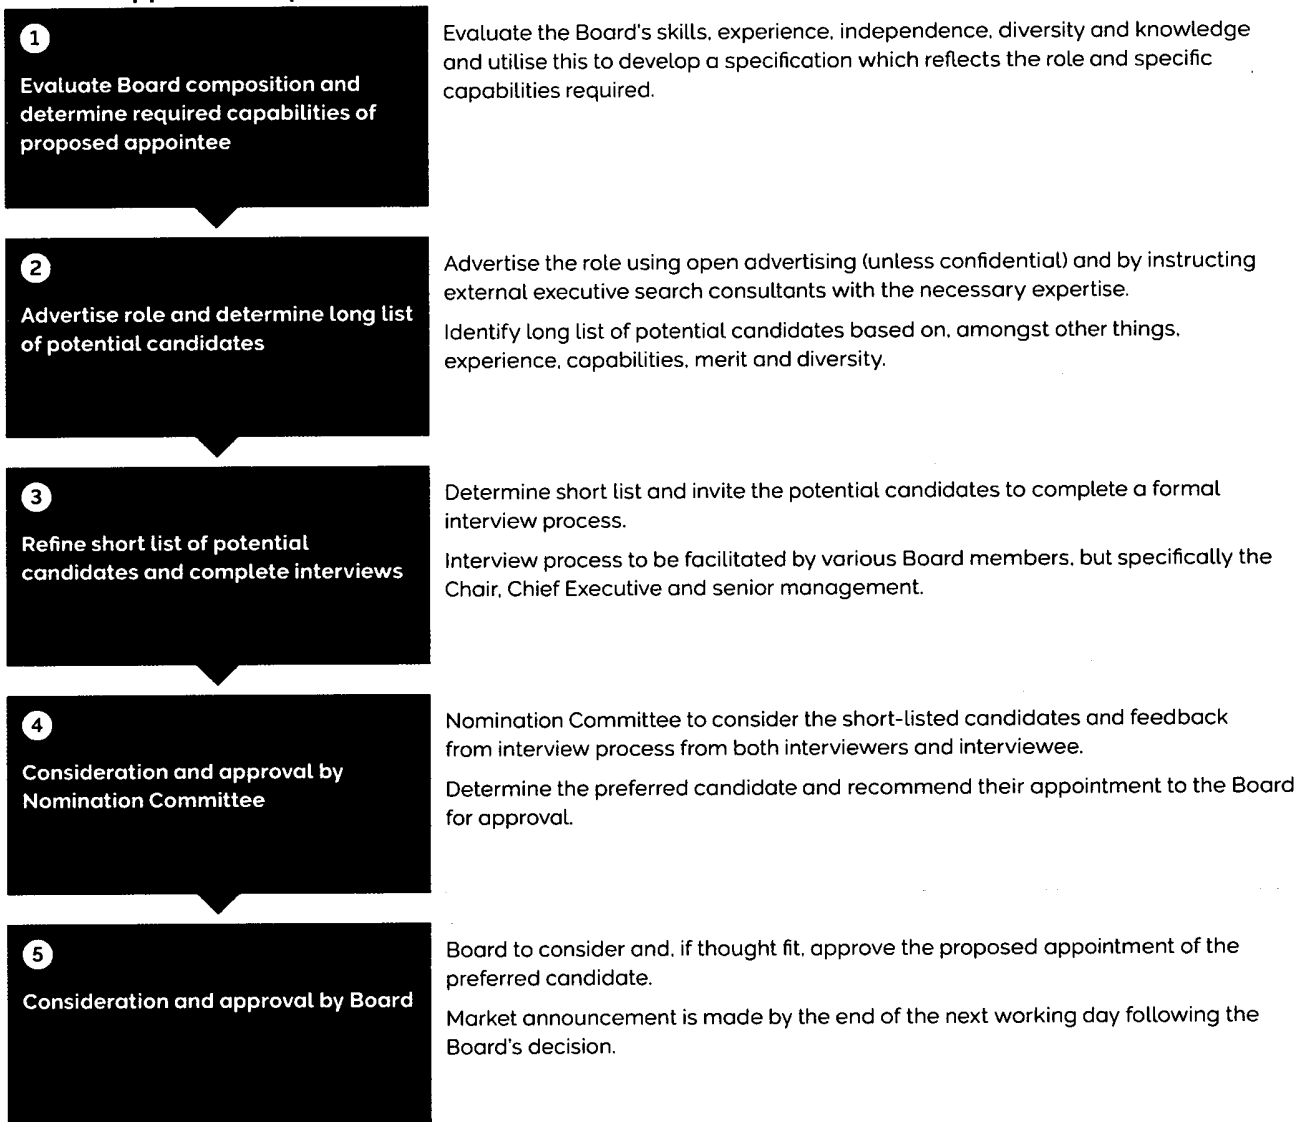 1
Evaluate Board composition and
determine required capabilities of
proposed appointee
Evaluate the Board's skills, experience, independence, diversity and knowledge
and utilise this to develop a specification which reflects the role and specific
capabilities required.
2
Advertise role and determine long list
of potential candidates
Advertise the role using open advertising (unless confidential) and by instructing
external executive search consultants with the necessary expertise.
Identify long list of potential candidates based on, amongst other things,
experience, capabilities, merit and diversity.
3
Refine short list of potential
candidates and complete interviews
Determine short list and invite the potential candidates to complete a formal
interview process.
Interview process to be facilitated by various Board members, but specifically the
Chair, Chief Executive and senior management.
4
Consideration and approval by
Nomination Committee
Nomination Committee to consider the short-listed candidates and feedback
from interview process from both interviewers and interviewee.
Determine the preferred candidate and recommend their appointment to the Board
for approval.
5
Consideration and approval by Board
Board to consider and, if thought fit, approve the proposed appointment of the
preferred candidate.
Market announcement is made by the end of the next working day following the
Board's decision.